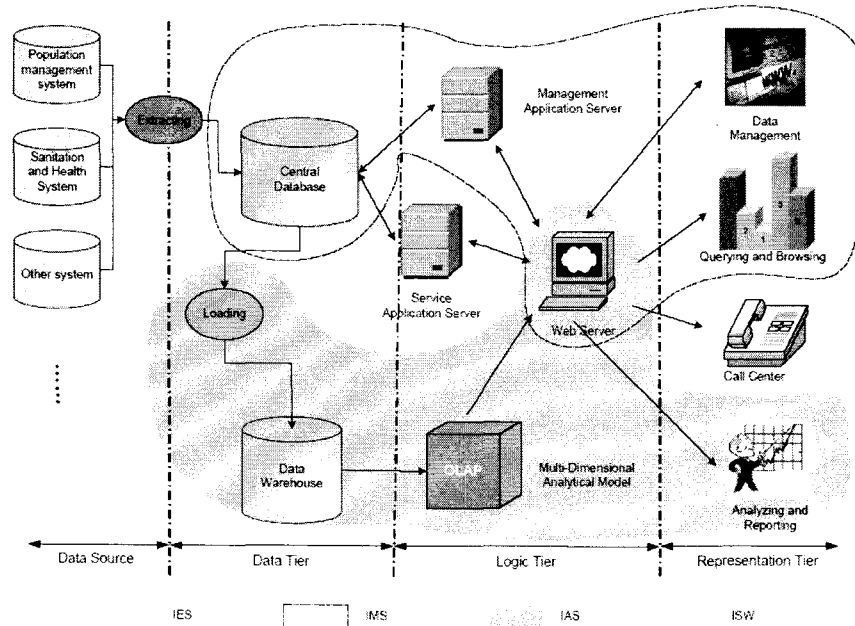 Population
management
system
Sanitation
and Health
System
Other system
Extracting
Central
Database
Loading
Data
Warehouse
Management
Application Server
Service
Application Server
Web Server
OLAP
Multi-Dimensional
Analytical Model
WWW
Data
Management
Querying and Browsing
Call Center
Analyzing and
Reporting
Data Source
Data Tier
Logic Tier
Representation Tier
IES
IMS
IAS
ISW